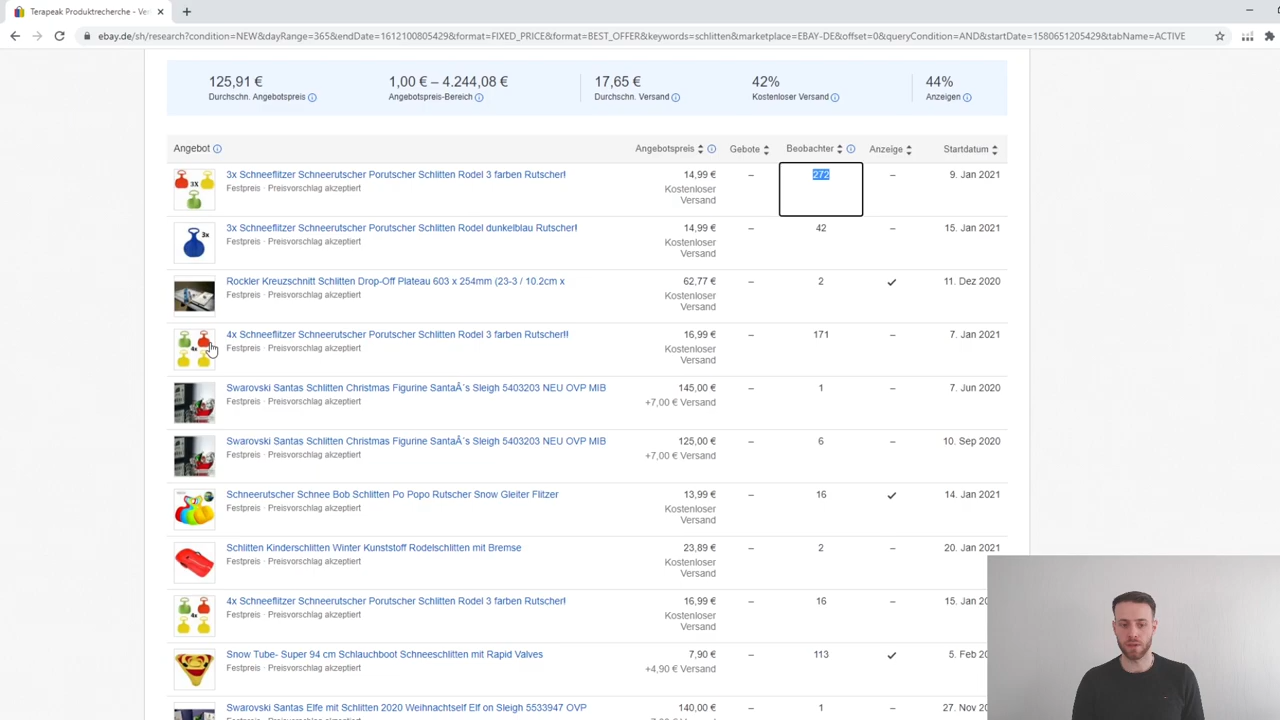 Terapeak Produktrecherche - Ver
ebay.de/sh/research?condition=NEW&dayRange=365&endDate=1612100805429&format=FIXED_PRICE&format=BEST_OFFER&keywords=schlitten&marketplace=EBAY-DE&offset=0&queryCondition=AND&startDate=1580651205429&tabName=ACTIVE
125,91 € 1,00 € – 4.244,08 € 17,65 € 42% 44%
Durchschn. Angebotspreis Angebotspreis-Bereich Durchschn. Versand Kostenloser Versand Anzeigen
Angebot Angebotspreis Gebote Beobachter Anzeige Startdatum
3x Schneeflitzer Schneerutscher Porutscher Schlitten Rodel 3 farben Rutscher! 14,99 € – 272 – 9. Jan 2021
Festpreis · Preisvorschlag akzeptiert Kostenloser
Versand
3x Schneeflitzer Schneerutscher Porutscher Schlitten Rodel dunkelblau Rutscher! 14,99 € – 42 – 15. Jan 2021
Festpreis · Preisvorschlag akzeptiert Kostenloser
Versand
Rockler Kreuzschnitt Schlitten Drop-Off Plateau 603 x 254mm (23-3 / 10.2cm x 62,77 € – 2 11. Dez 2020
Festpreis · Preisvorschlag akzeptiert Kostenloser
Versand
4x Schneeflitzer Schneerutscher Porutscher Schlitten Rodel 3 farben Rutscher!! 16,99 € – 171 – 7. Jan 2021
Festpreis · Preisvorschlag akzeptiert Kostenloser
Versand
Swarovski Santas Schlitten Christmas Figurine SantaÂ´s Sleigh 5403203 NEU OVP MIB 145,00 € – 1 – 7. Jun 2020
Festpreis · Preisvorschlag akzeptiert +7,00 € Versand
Swarovski Santas Schlitten Christmas Figurine SantaÂ´s Sleigh 5403203 NEU OVP MIB 125,00 € – 6 – 10. Sep 2020
Festpreis · Preisvorschlag akzeptiert +7,00 € Versand
Schneerutscher Schnee Bob Schlitten Po Popo Rutscher Snow Gleiter Flitzer 13,99 € – 16 14. Jan 2021
Festpreis · Preisvorschlag akzeptiert Kostenloser
Versand
Schlitten Kinderschlitten Winter Kunststoff Rodelschlitten mit Bremse 23,89 € – 2 – 20. Jan 2021
Festpreis · Preisvorschlag akzeptiert Kostenloser
Versand
4x Schneeflitzer Schneerutscher Porutscher Schlitten Rodel 3 farben Rutscher! 16,99 € – 16 – 15. Jan 20
Festpreis · Preisvorschlag akzeptiert Kostenloser
Versand
Snow Tube- Super 94 cm Schlauchboot Schneeschlitten mit Rapid Valves 7,90 € – 113 5. Feb 20
Festpreis · Preisvorschlag akzeptiert +4,90 € Versand
Swarovski Santas Elfe mit Schlitten 2020 Weihnachtself Elf on Sleigh 5533947 OVP 140,00 € – 1 – 27. Nov 20